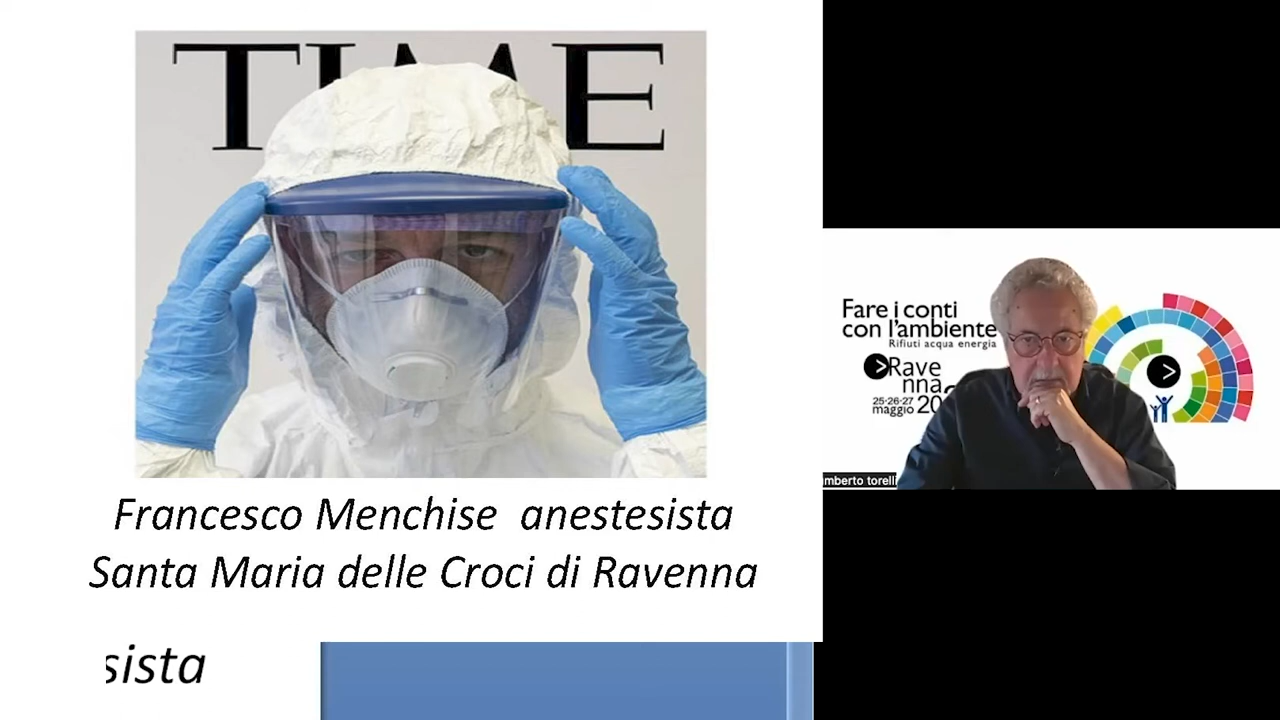 TIME
Francesco Menchise anestesista
Santa Maria delle Croci di Ravenna
sista
Fare i conti
con l'ambiente
Rifiuti acqua energia
Rave
nna
25·26·27
maggio 20
mberto torelli